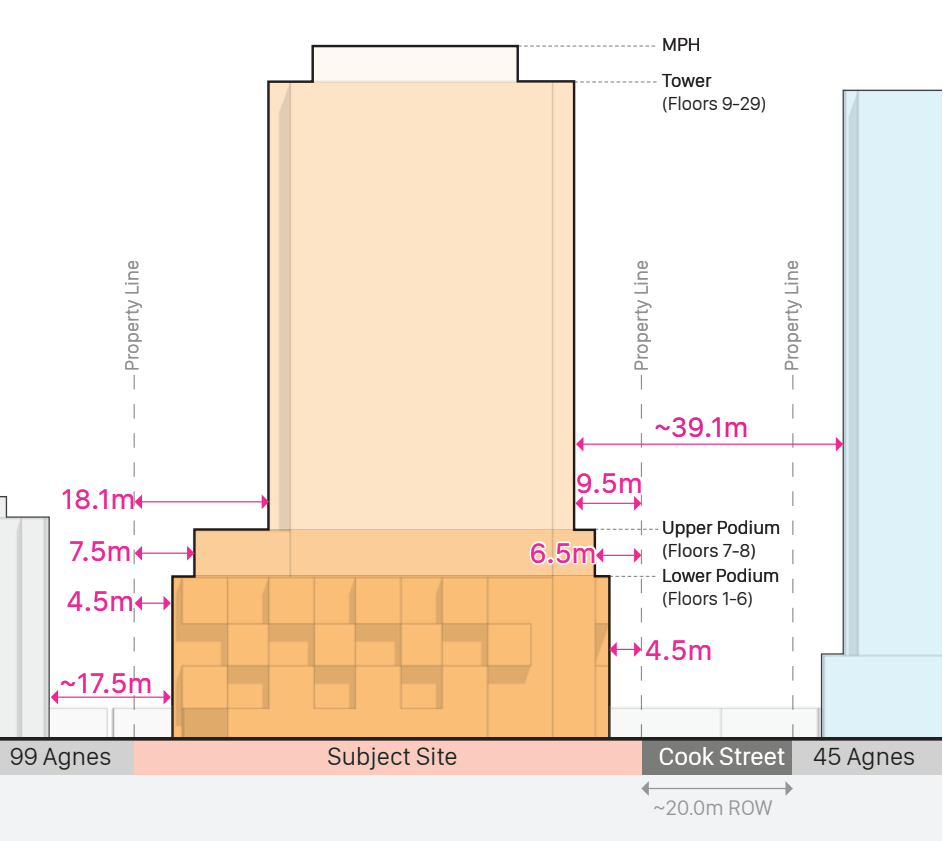 MPH
Tower
(Floors 9-29)
Property Line
Property Line
Property Line
~39.1m
9.5m
18.1m
Upper Podium
(Floors 7-8)
7.5m
6.5m
Lower Podium
(Floors 1-6)
4.5m
4.5m
~17.5m
99 Agnes
Subject Site
Cook Street
45 Agnes
~20.0m ROW